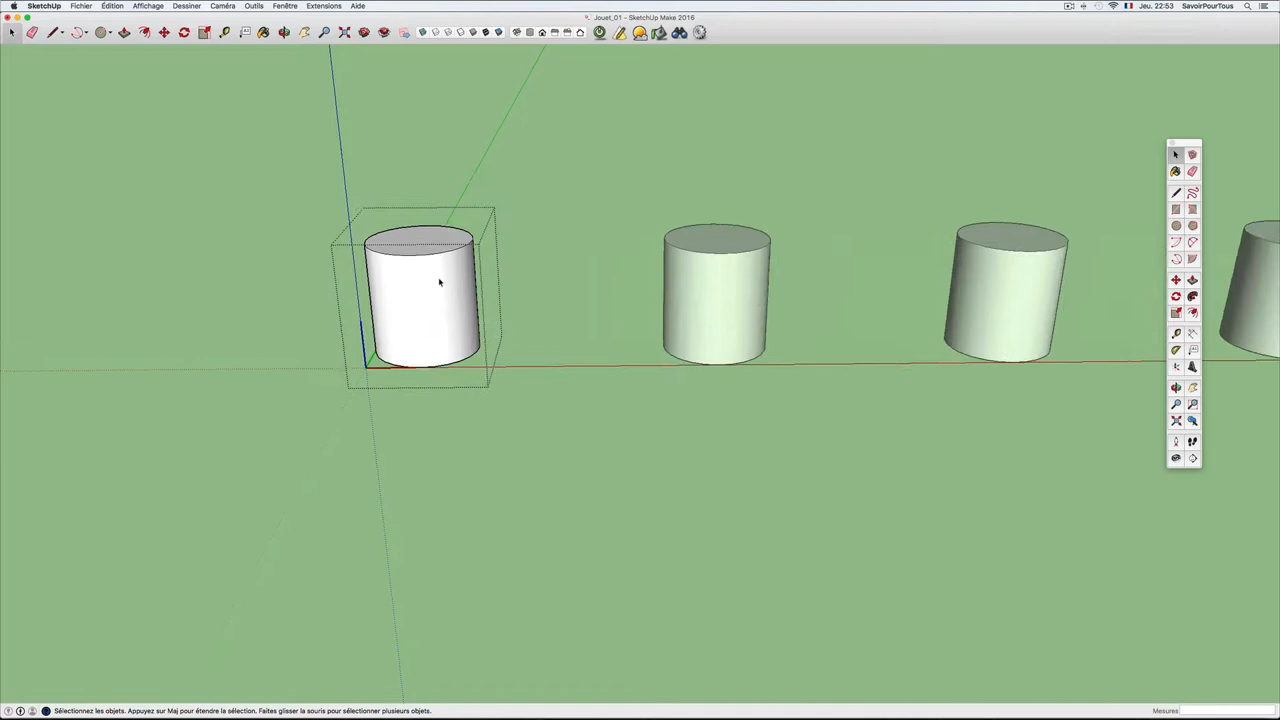 SketchUp Fichier Édition Affichage Dessiner Caméra Outils Fenêtre Extensions Aide Jeu. 22:53 SavoirPourTous
Jouet_01 - SketchUp Make 2016
Sélectionnez les objets. Appuyez sur Maj pour étendre la sélection. Faites glisser la souris pour sélectionner plusieurs objets. Mesures